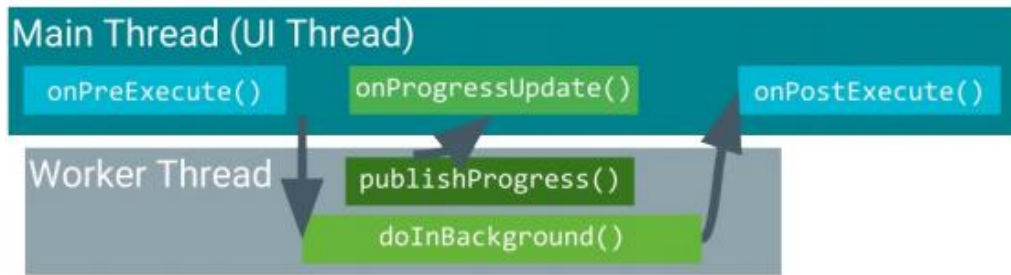 Main Thread (UI Thread)
onPreExecute()
onProgressUpdate()
onPostExecute()
Worker Thread
publishProgress()
doInBackground()